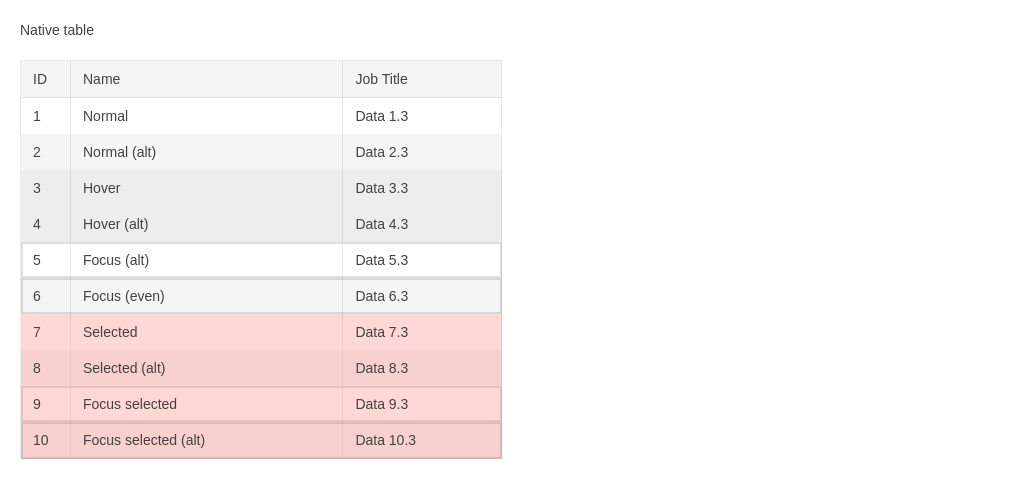 Native table
ID Name Job Title
1 Normal Data 1.3
2 Normal (alt) Data 2.3
3 Hover Data 3.3
4 Hover (alt) Data 4.3
5 Focus (alt) Data 5.3
6 Focus (even) Data 6.3
7 Selected Data 7.3
8 Selected (alt) Data 8.3
9 Focus selected Data 9.3
10 Focus selected (alt) Data 10.3